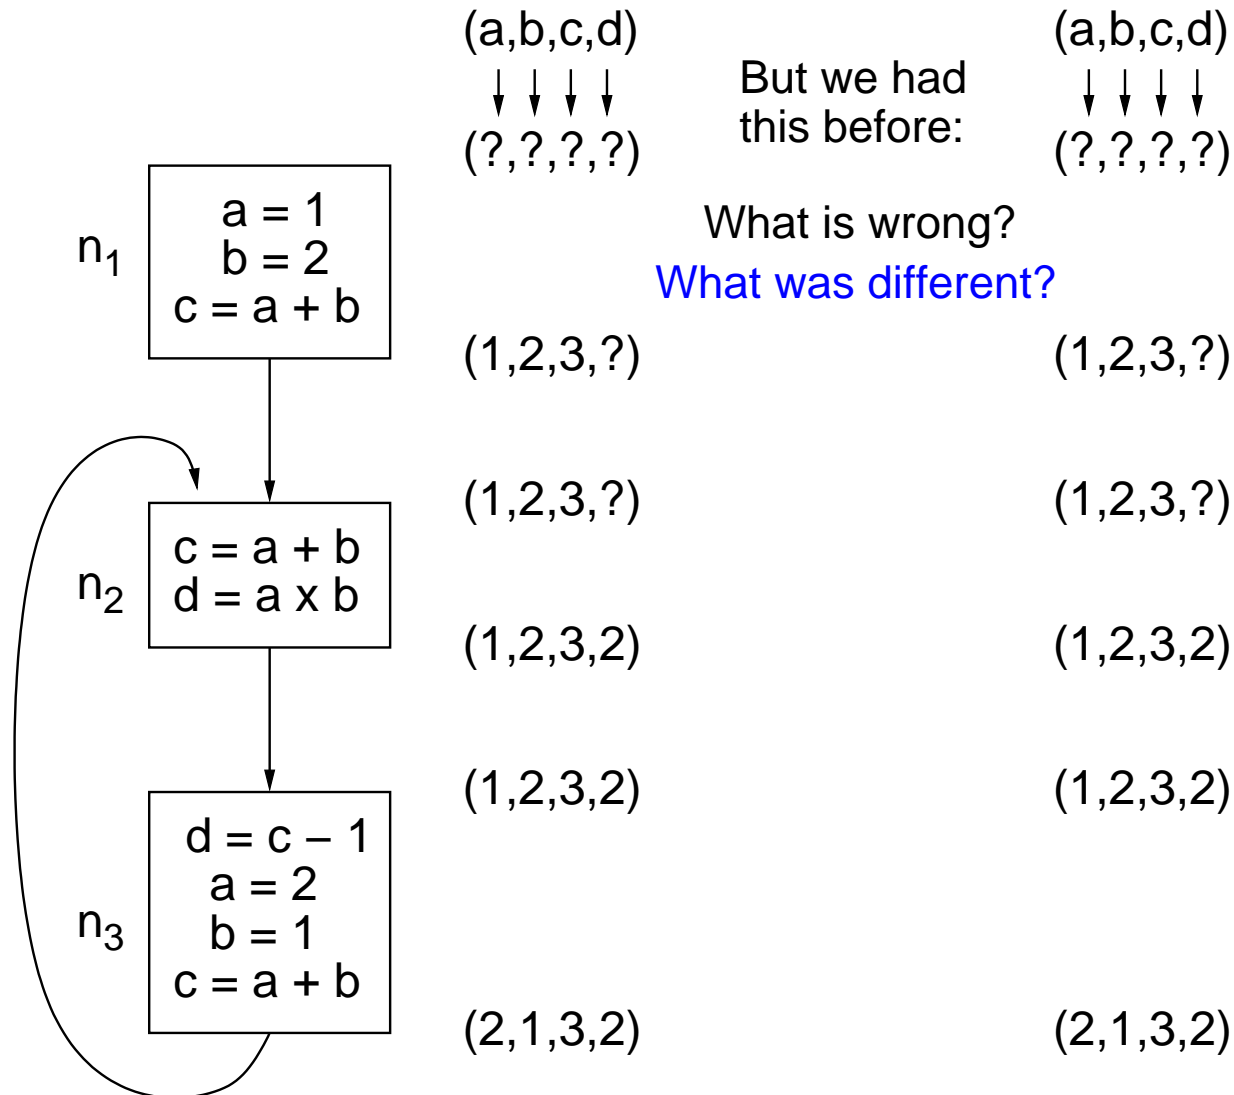 (a,b,c,d)
(?,?,?,?)
But we had
this before:
(a,b,c,d)
(?,?,?,?)
What is wrong?
What was different?
n1
a = 1
b = 2
c = a + b
(1,2,3,?)
(1,2,3,?)
(1,2,3,?)
(1,2,3,?)
n2
c = a + b
d = a x b
(1,2,3,2)
(1,2,3,2)
(1,2,3,2)
(1,2,3,2)
n3
d = c – 1
a = 2
b = 1
c = a + b
(2,1,3,2)
(2,1,3,2)